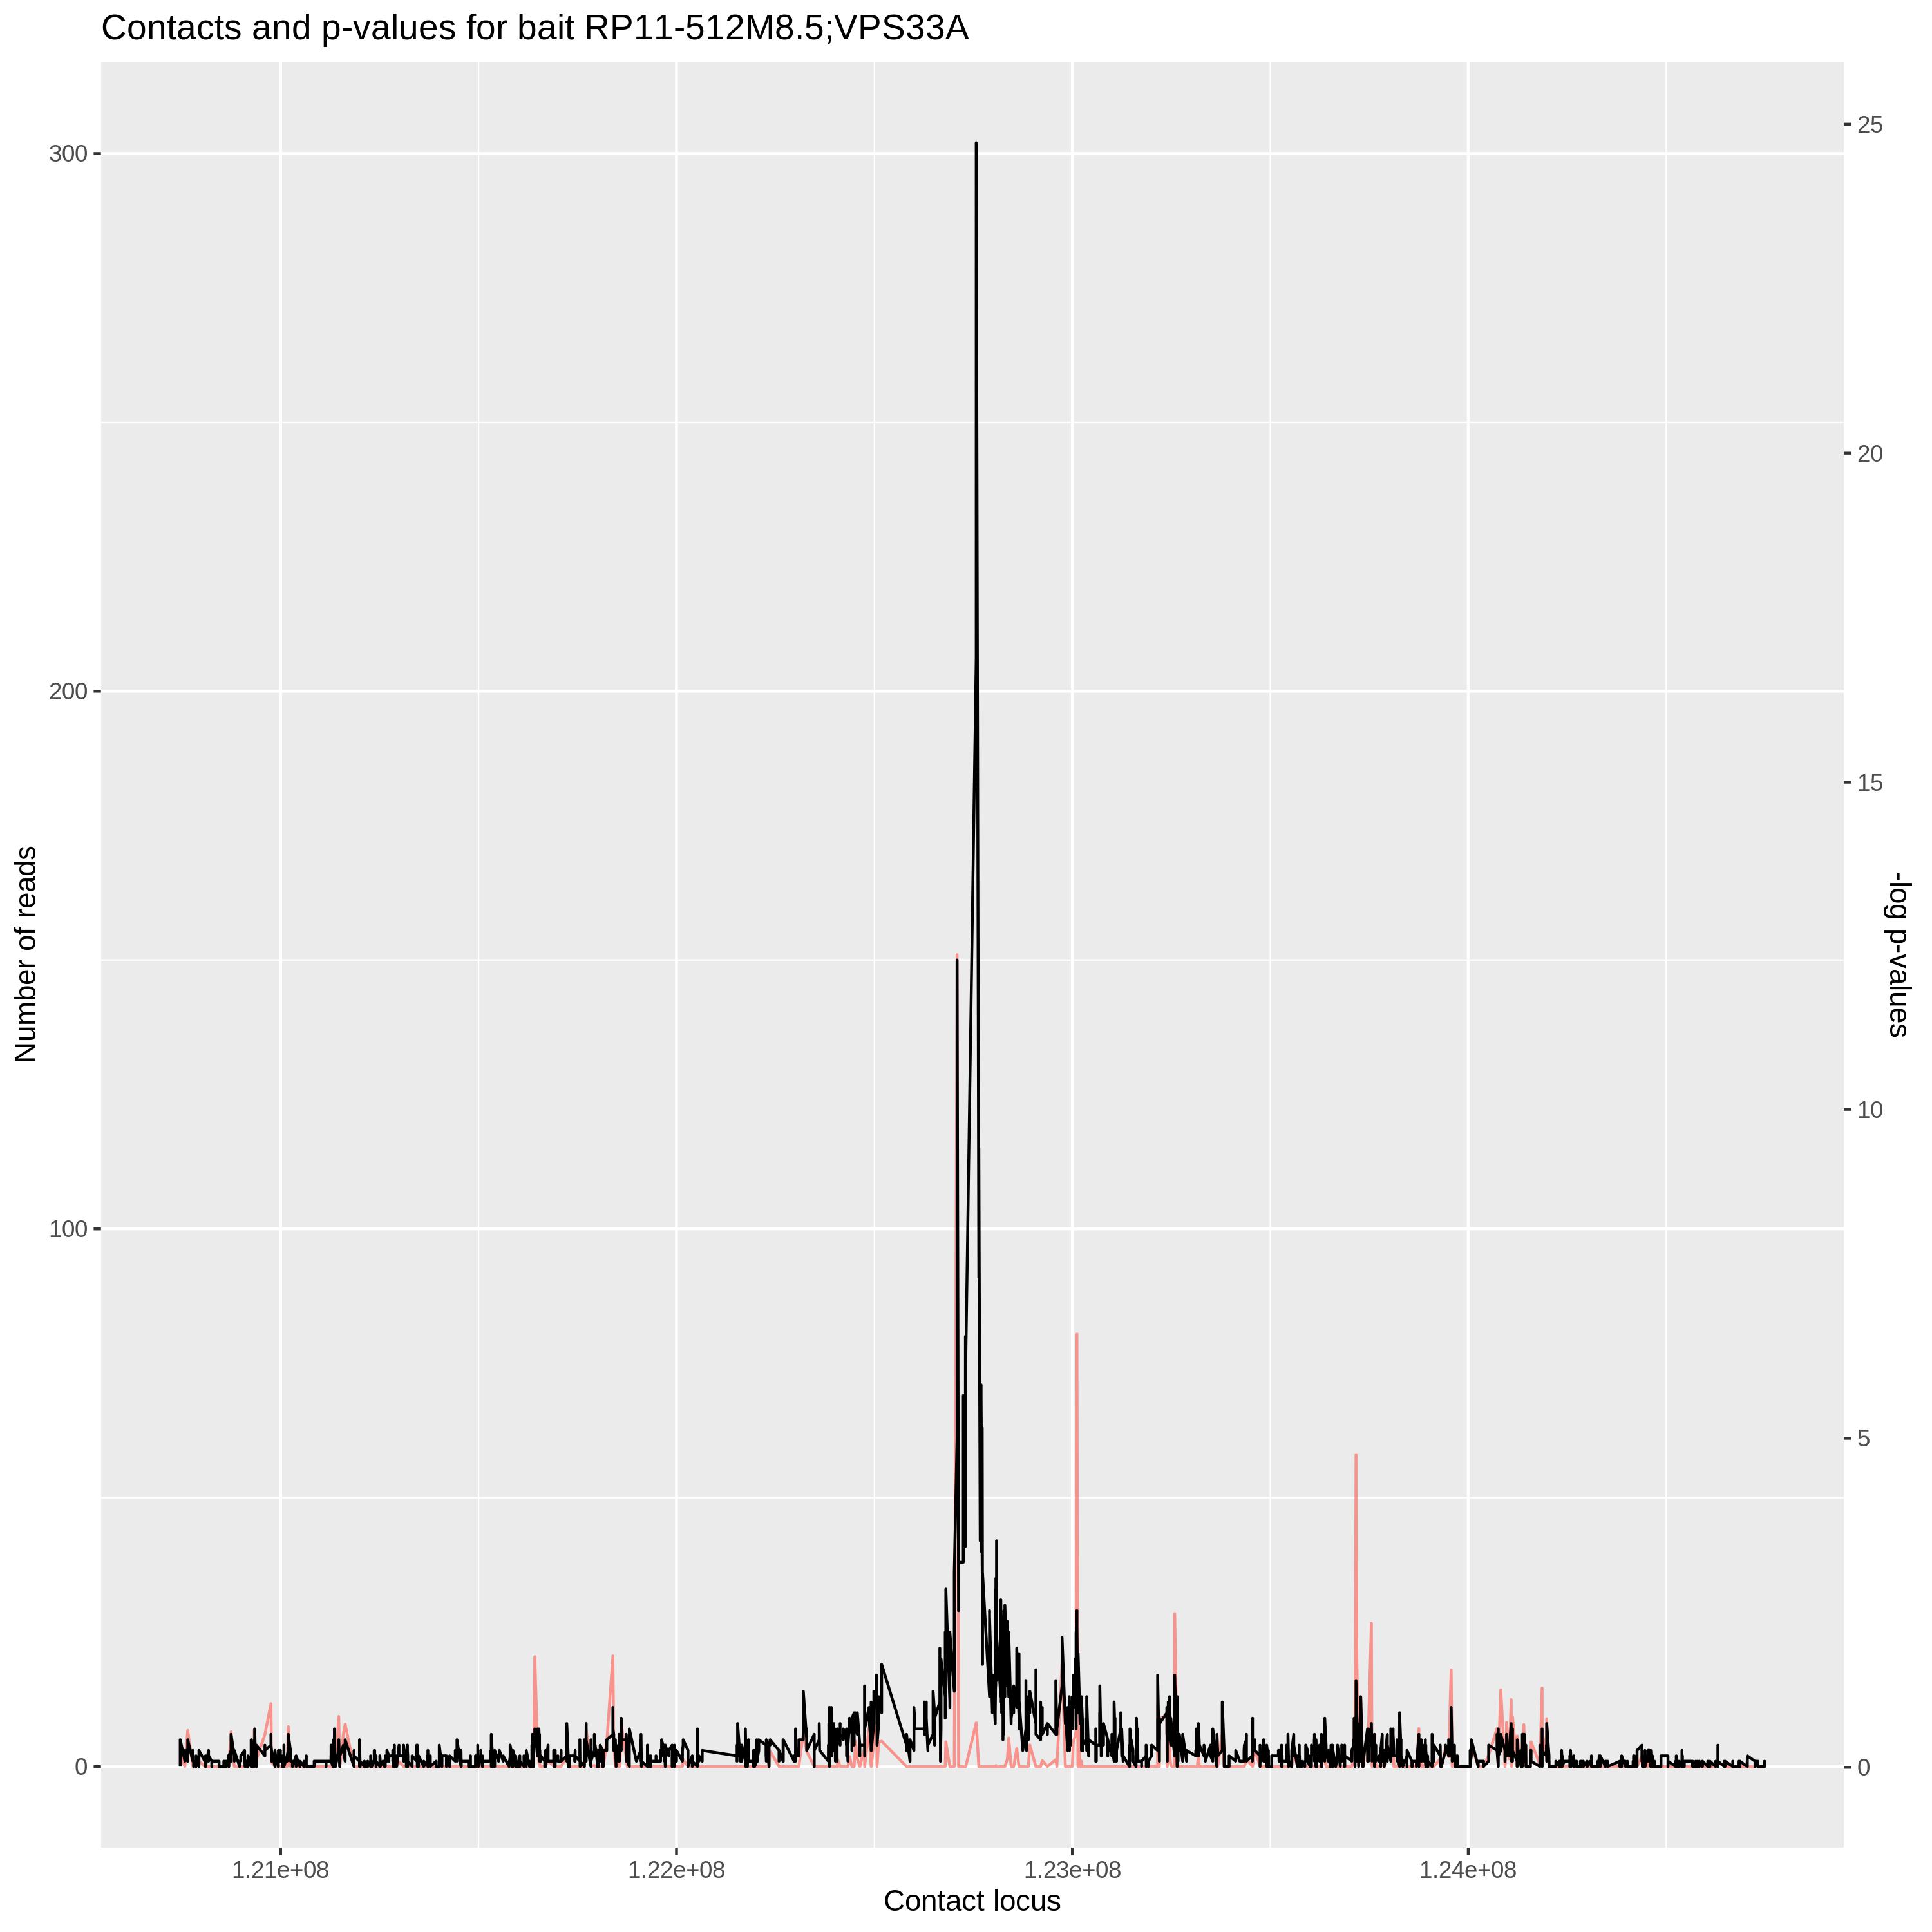 Contacts and p-values for bait RP11-512M8.5;VPS33A
300
200
100
0
Number of reads
25
20
15
10
5
0
-log p-values
1.21e+08
1.22e+08
1.23e+08
1.24e+08
Contact locus